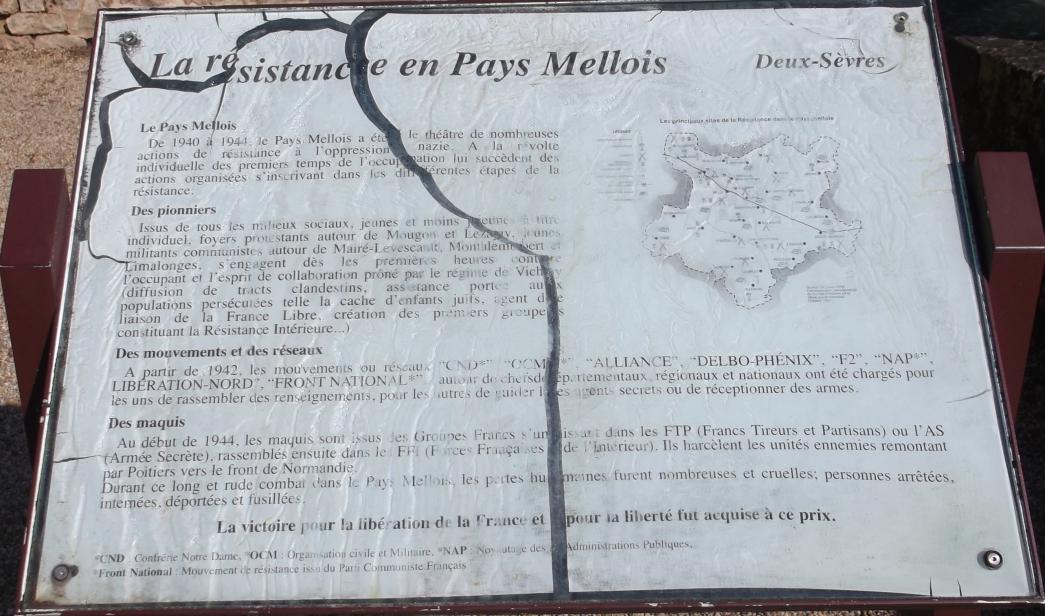 La résistance en Pays Mellois
Deux-Sèvres
Le Pays Mellois
De 1940 à 1944, le Pays Mellois a été le théâtre de nombreuses
actions de résistance à l'oppression nazie. A la révolte
individuelle des premiers temps de l'occupation lui succèdent des
actions organisées s'inscrivant dans les différentes étapes de la
résistance.
Les principaux sites de la Résistance dans le pays mellois
Des pionniers
Issus de tous les milieux sociaux, jeunes et moins jeunes à titre
individuel, foyers protestants autour de Mougon et Lezay, jeunes
militants communistes autour de Mairé-Levescault, Montalembert et
Limalonges, s'engagent dès les premières heures contre
l'occupant et l'esprit de collaboration prôné par le régime de Vichy
(diffusion de tracts clandestins, assistance portée aux
populations persécutées telle la cache d'enfants juifs, agent de
liaison de la France Libre, création des premiers groupes
constituant la Résistance Intérieure...)
Des mouvements et des réseaux
A partir de 1942, les mouvements ou réseaux "CND*" "OCM*", "ALLIANCE", "DELBO-PHÉNIX", "F2", "NAP*",
LIBÉRATION-NORD", "FRONT NATIONAL*" autour de chefs départementaux, régionaux et nationaux ont été chargés pour
les uns de rassembler des renseignements, pour les autres de guider les agents secrets ou de réceptionner des armes.
Des maquis
Au début de 1944, les maquis sont issus des Groupes Francs s'unissant dans les FTP (Francs Tireurs et Partisans) ou l'AS
(Armée Secrète), rassemblés ensuite dans les FFI (Forces Françaises de l'Intérieur). Ils harcèlent les unités ennemies remontant
par Poitiers vers le front de Normandie.
Durant ce long et rude combat dans le Pays Mellois, les pertes humaines furent nombreuses et cruelles; personnes arrêtées,
internées, déportées et fusillées.
La victoire pour la libération de la France et pour la liberté fut acquise à ce prix.
*CND : Confrérie Notre Dame, *OCM : Organisation civile et Militaire, *NAP : Noyautage des Administrations Publiques,
*Front National : Mouvement de résistance issu du Parti Communiste Français